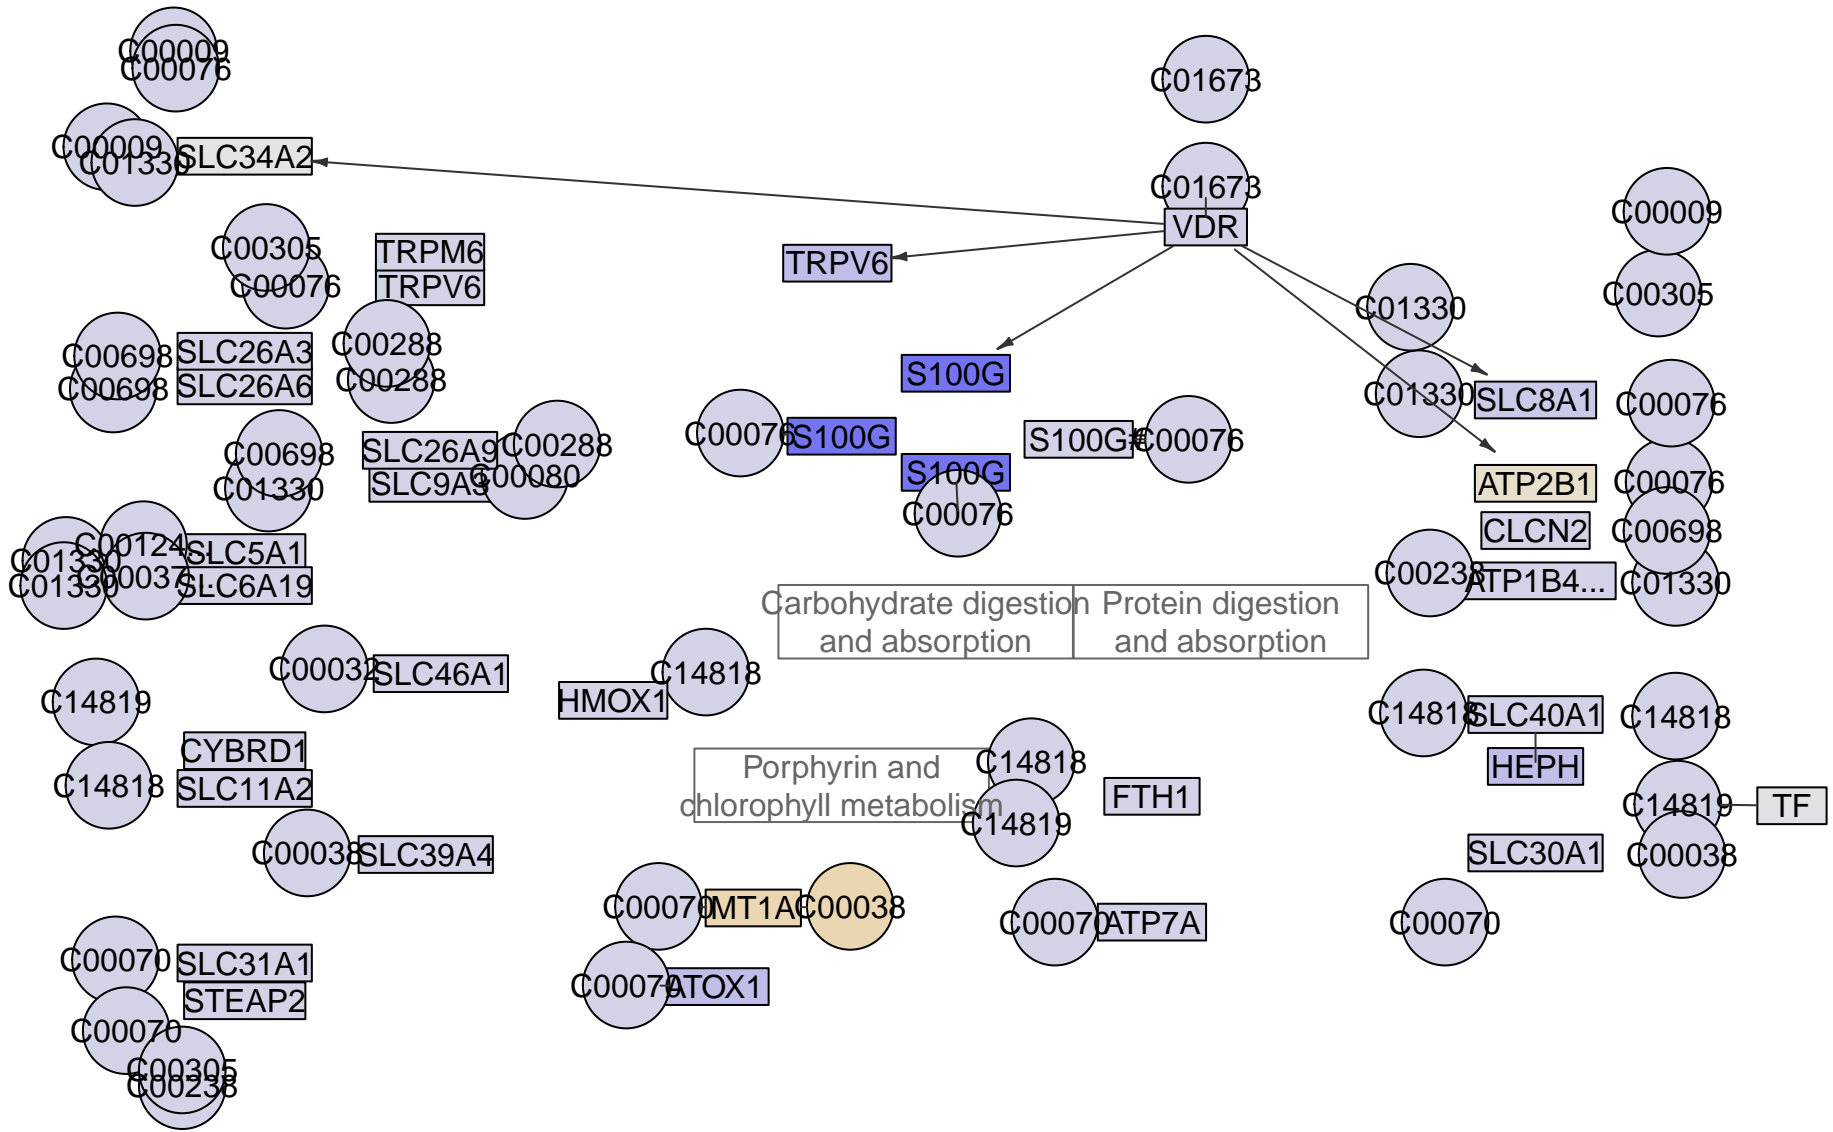 C00009
C00076
C01673
C00009
C01330
SLC34A2
C01673
VDR
C00009
C00305
C00076
TRPM6
TRPV6
TRPV6
C01330
C00305
C00698
C00698
SLC26A3
SLC26A6
C00288
C00288
S100G
C01330
SLC8A1
C00076
C00698
C01330
SLC26A9
SLC9A3
C00288
C00080
C00076
S100G
S100G
C00076
S100G#
C00076
ATP2B1
C00076
CLCN2
C00698
C01330
C01330
C00124...
C00037...
SLC5A1
SLC6A19
C00238
ATP1B4...
C01330
Carbohydrate digestion
and absorption
Protein digestion
and absorption
C00032
SLC46A1
HMOX1
C14818
C14819
C14818
SLC40A1
C14818
CYBRD1
SLC11A2
C14818
Porphyrin and
chlorophyll metabolism
C14818
C14819
FTH1
HEPH
C14819
TF
C00038
SLC39A4
SLC30A1
C00038
C00070
MT1A
C00038
C00070
ATP7A
C00070
C00070
SLC31A1
STEAP2
C00070
ATOX1
C00070
C00305
C00238